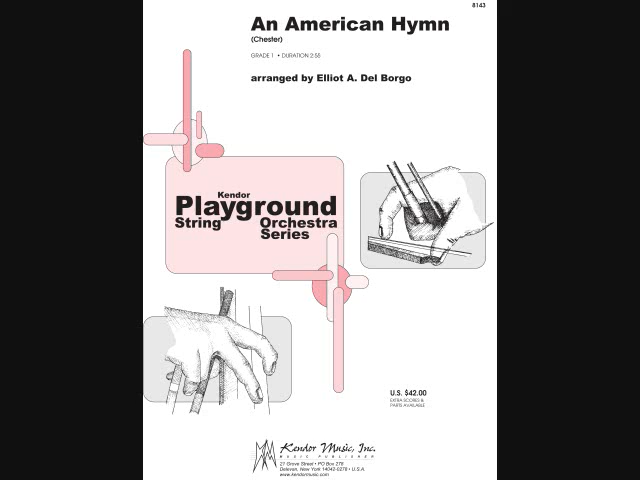 8143
An American Hymn
(Chester)
GRADE 1 • DURATION 2:55
arranged by Elliot A. Del Borgo
Kendor
Playground
String Orchestra
Series
U.S. $42.00
EXTRA SCORES &
PARTS AVAILABLE
Kendor Music, Inc.
MUSIC PUBLISHER
21 Grove Street • PO Box 278
Delevan, New York 14042-0278 • U.S.A.
www.kendormusic.com